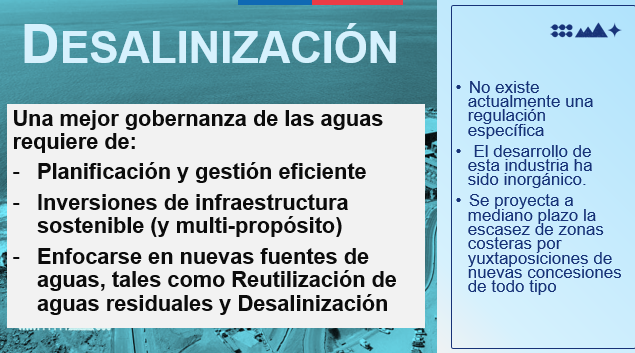 DESALINIZACIÓN
Una mejor gobernanza de las aguas
requiere de:
- Planificación y gestión eficiente
- Inversiones de infraestructura
sostenible (y multi-propósito)
- Enfocarse en nuevas fuentes de
aguas, tales como Reutilización de
aguas residuales y Desalinización
• No existe
actualmente una
regulación
específica
• El desarrollo de
esta industria ha
sido inorgánico.
• Se proyecta a
mediano plazo la
escasez de zonas
costeras por
yuxtaposiciones de
nuevas concesiones
de todo tipo